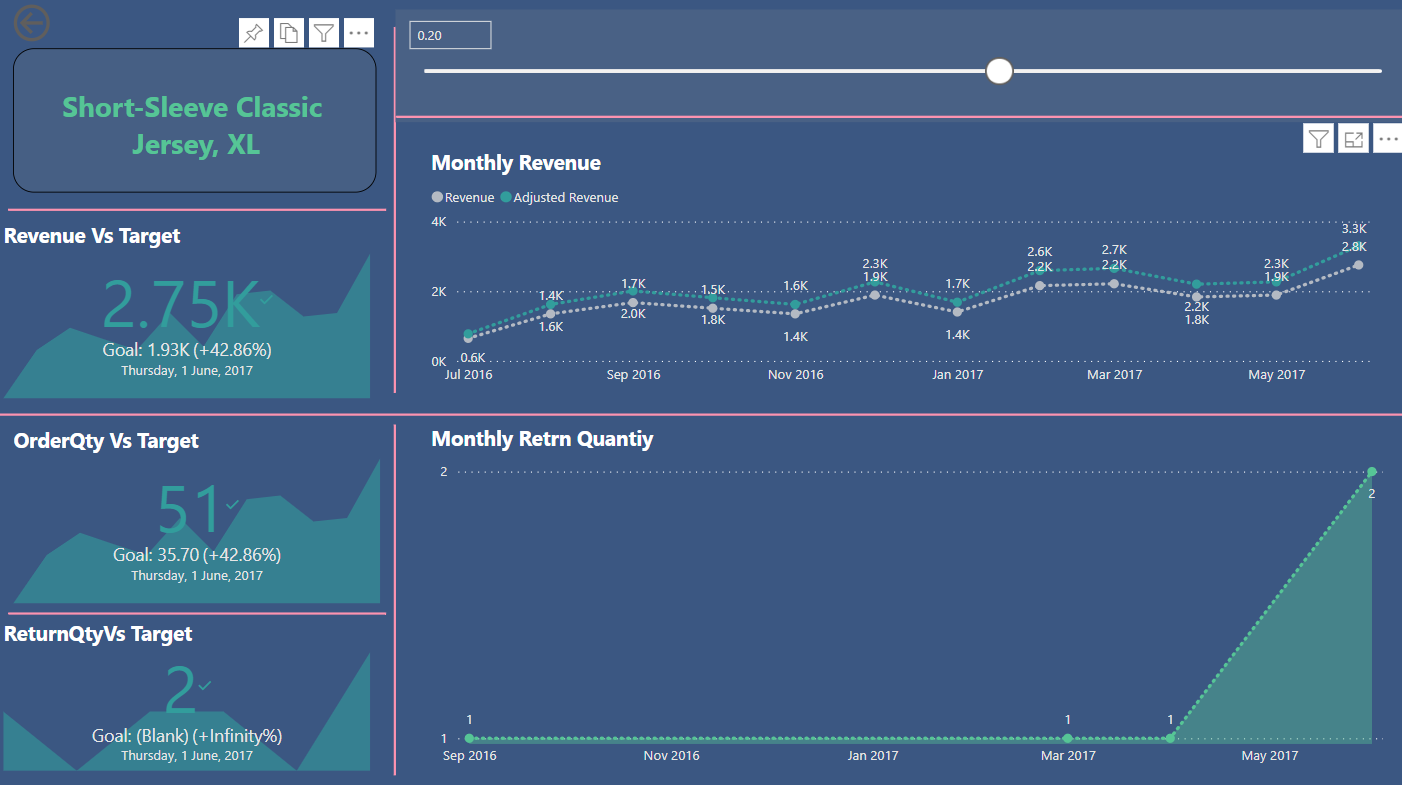 0.20
Short-Sleeve Classic
Jersey, XL
Revenue Vs Target
2.75K
Goal: 1.93K (+42.86%)
Thursday, 1 June, 2017
Monthly Revenue
Revenue Adjusted Revenue
4K
2K
0K
0.6K
1.4K
1.6K
1.7K
2.0K
1.5K
1.8K
1.6K
1.4K
2.3K
1.9K
1.7K
1.4K
2.6K
2.2K
2.7K
2.2K
2.2K
1.8K
2.3K
1.9K
3.3K
2.8K
Jul 2016 Sep 2016 Nov 2016 Jan 2017 Mar 2017 May 2017
OrderQty Vs Target
51
Goal: 35.70 (+42.86%)
Thursday, 1 June, 2017
ReturnQtyVs Target
2
Goal: (Blank) (+Infinity%)
Thursday, 1 June, 2017
Monthly Retrn Quantiy
2
1
1
1
1
2
Sep 2016 Nov 2016 Jan 2017 Mar 2017 May 2017